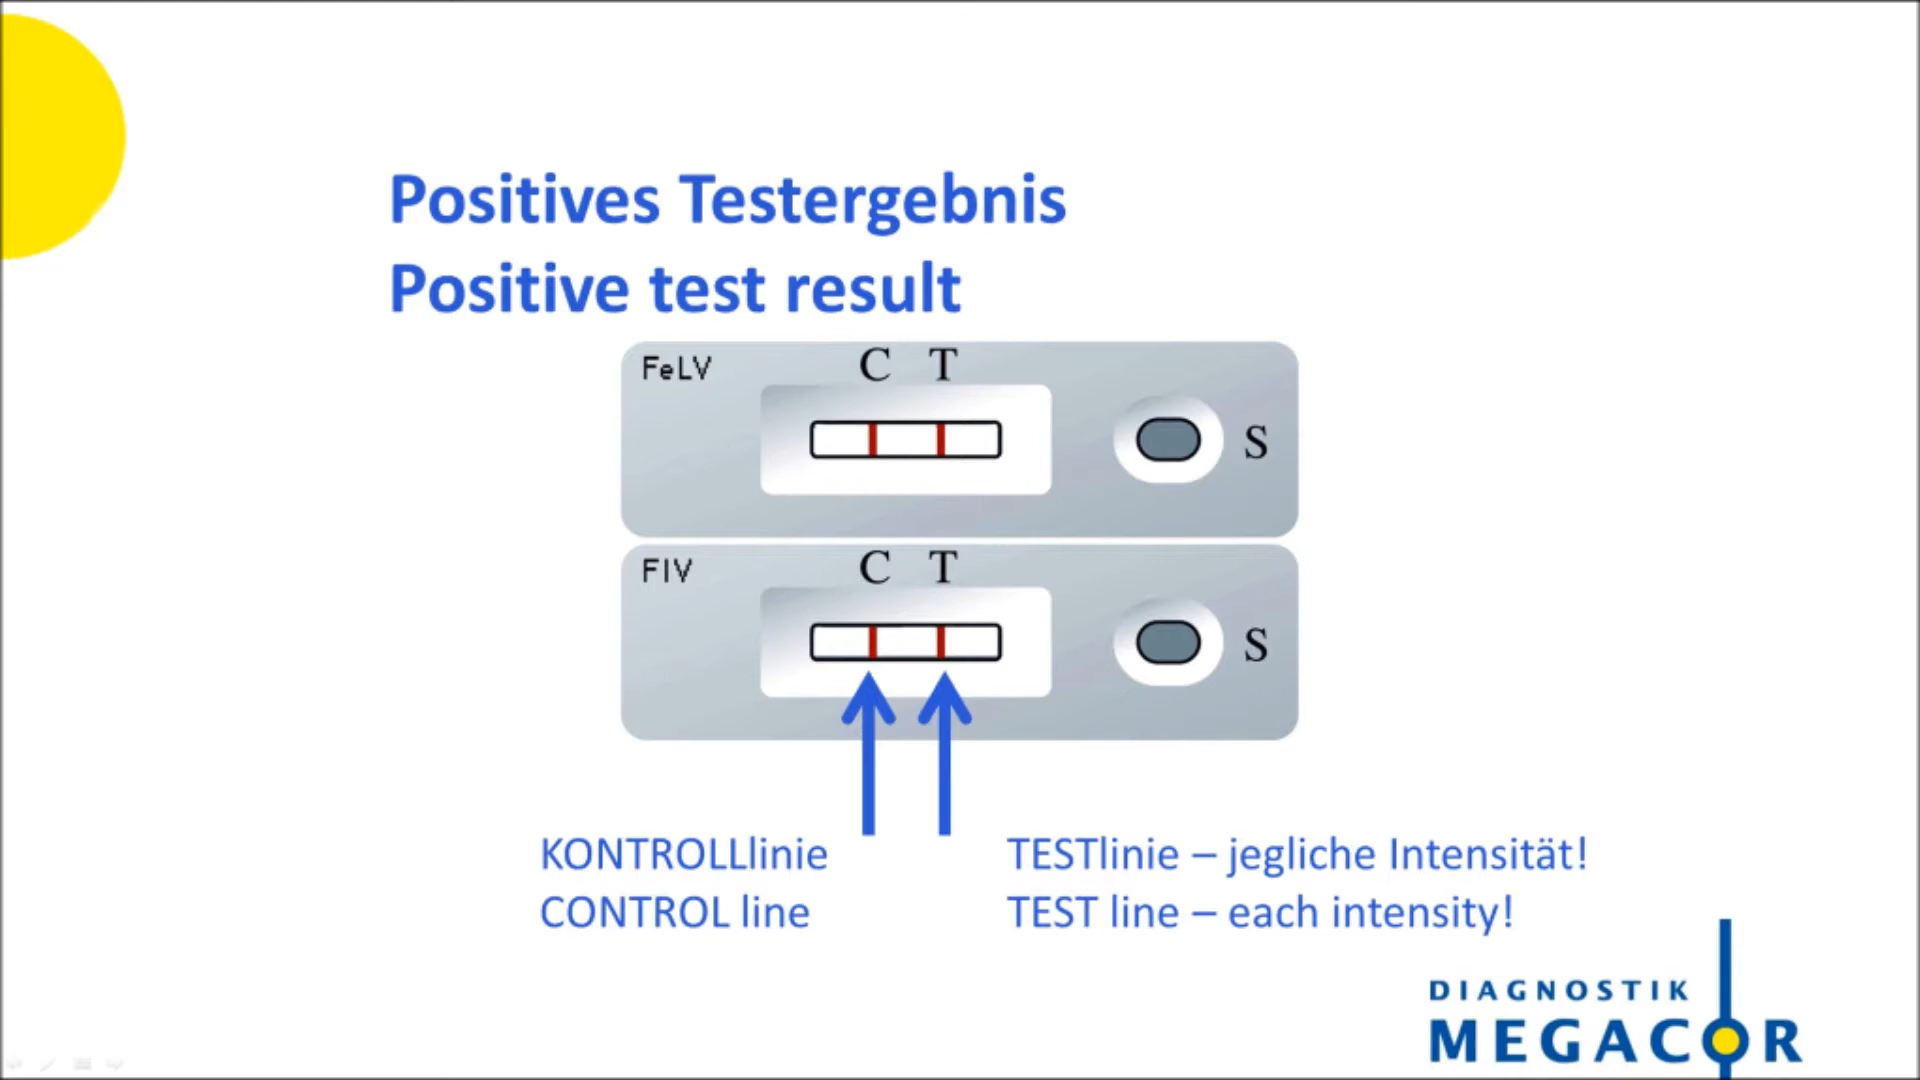 Positives Testergebnis
Positive test result
FeLV
C T
S
FIV
C T
S
KONTROLLlinie
CONTROL line
TESTlinie – jegliche Intensität!
TEST line – each intensity!
DIAGNOSTIK
MEGACOR